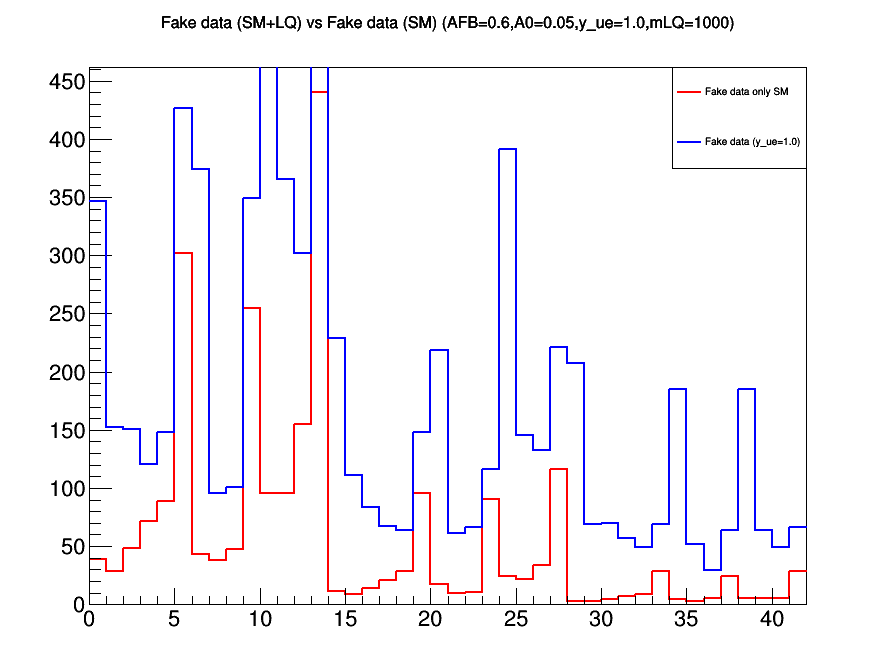 Fake data (SM+LQ) vs Fake data (SM) (AFB=0.6,A0=0.05,y_ue=1.0,mLQ=1000)
450
Fake data only SM
400
Fake data (y_ue=1.0)
350
300
250
200
150
100
50
0
0 5 10 15 20 25 30 35 40